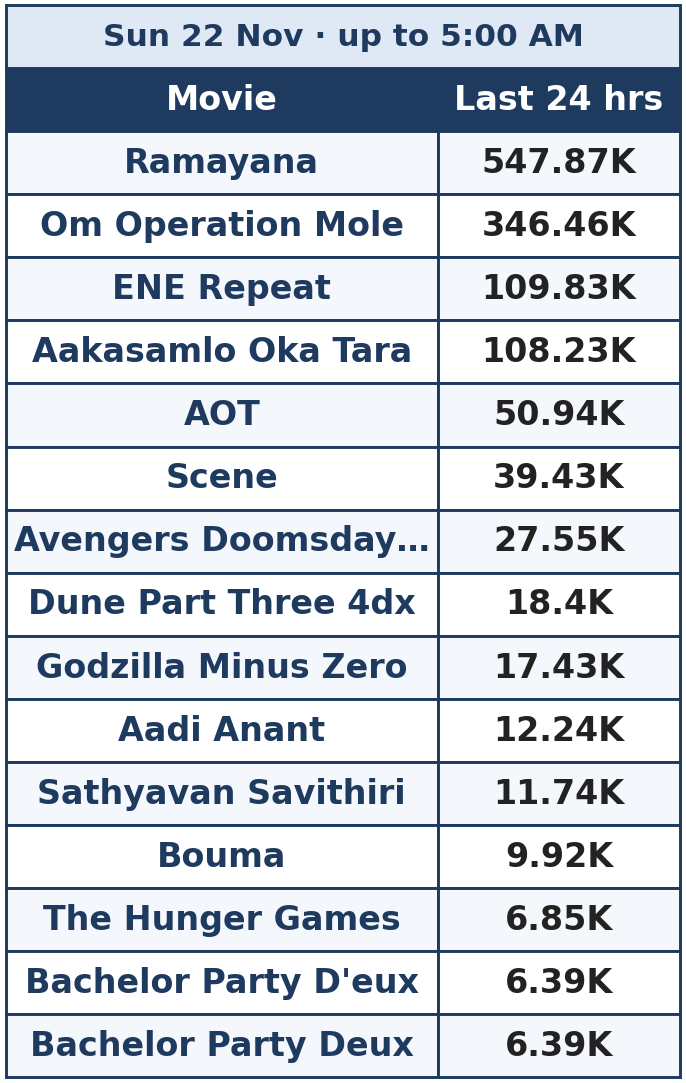 Sun 22 Nov · up to 5:00 AM
Movie Last 24 hrs
Ramayana 547.87K
Om Operation Mole 346.46K
ENE Repeat 109.83K
Aakasamlo Oka Tara 108.23K
AOT 50.94K
Scene 39.43K
Avengers Doomsday... 27.55K
Dune Part Three 4dx 18.4K
Godzilla Minus Zero 17.43K
Aadi Anant 12.24K
Sathyavan Savithiri 11.74K
Bouma 9.92K
The Hunger Games 6.85K
Bachelor Party D'eux 6.39K
Bachelor Party Deux 6.39K